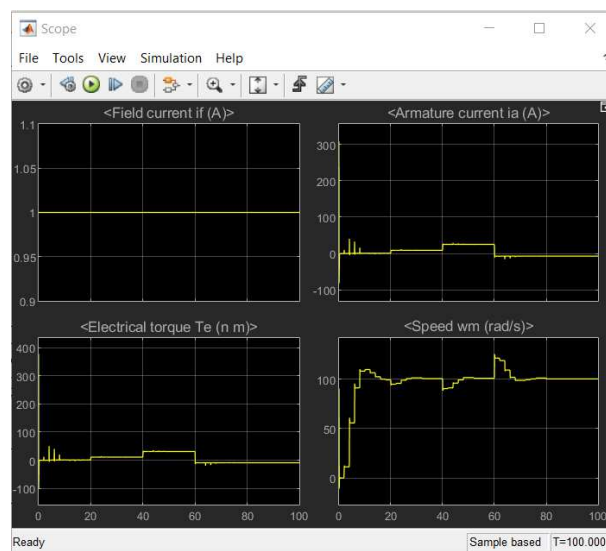 Scope
File Tools View Simulation Help
<Field current if (A)>
1.1
1.05
1
0.95
0.9
<Armature current ia (A)>
300
200
100
0
-100
<Electrical torque Te (n m)>
400
300
200
100
0
-100
0 20 40 60 80 100
<Speed wm (rad/s)>
100
50
0
0 20 40 60 80 100
Ready
Sample based T=100.000